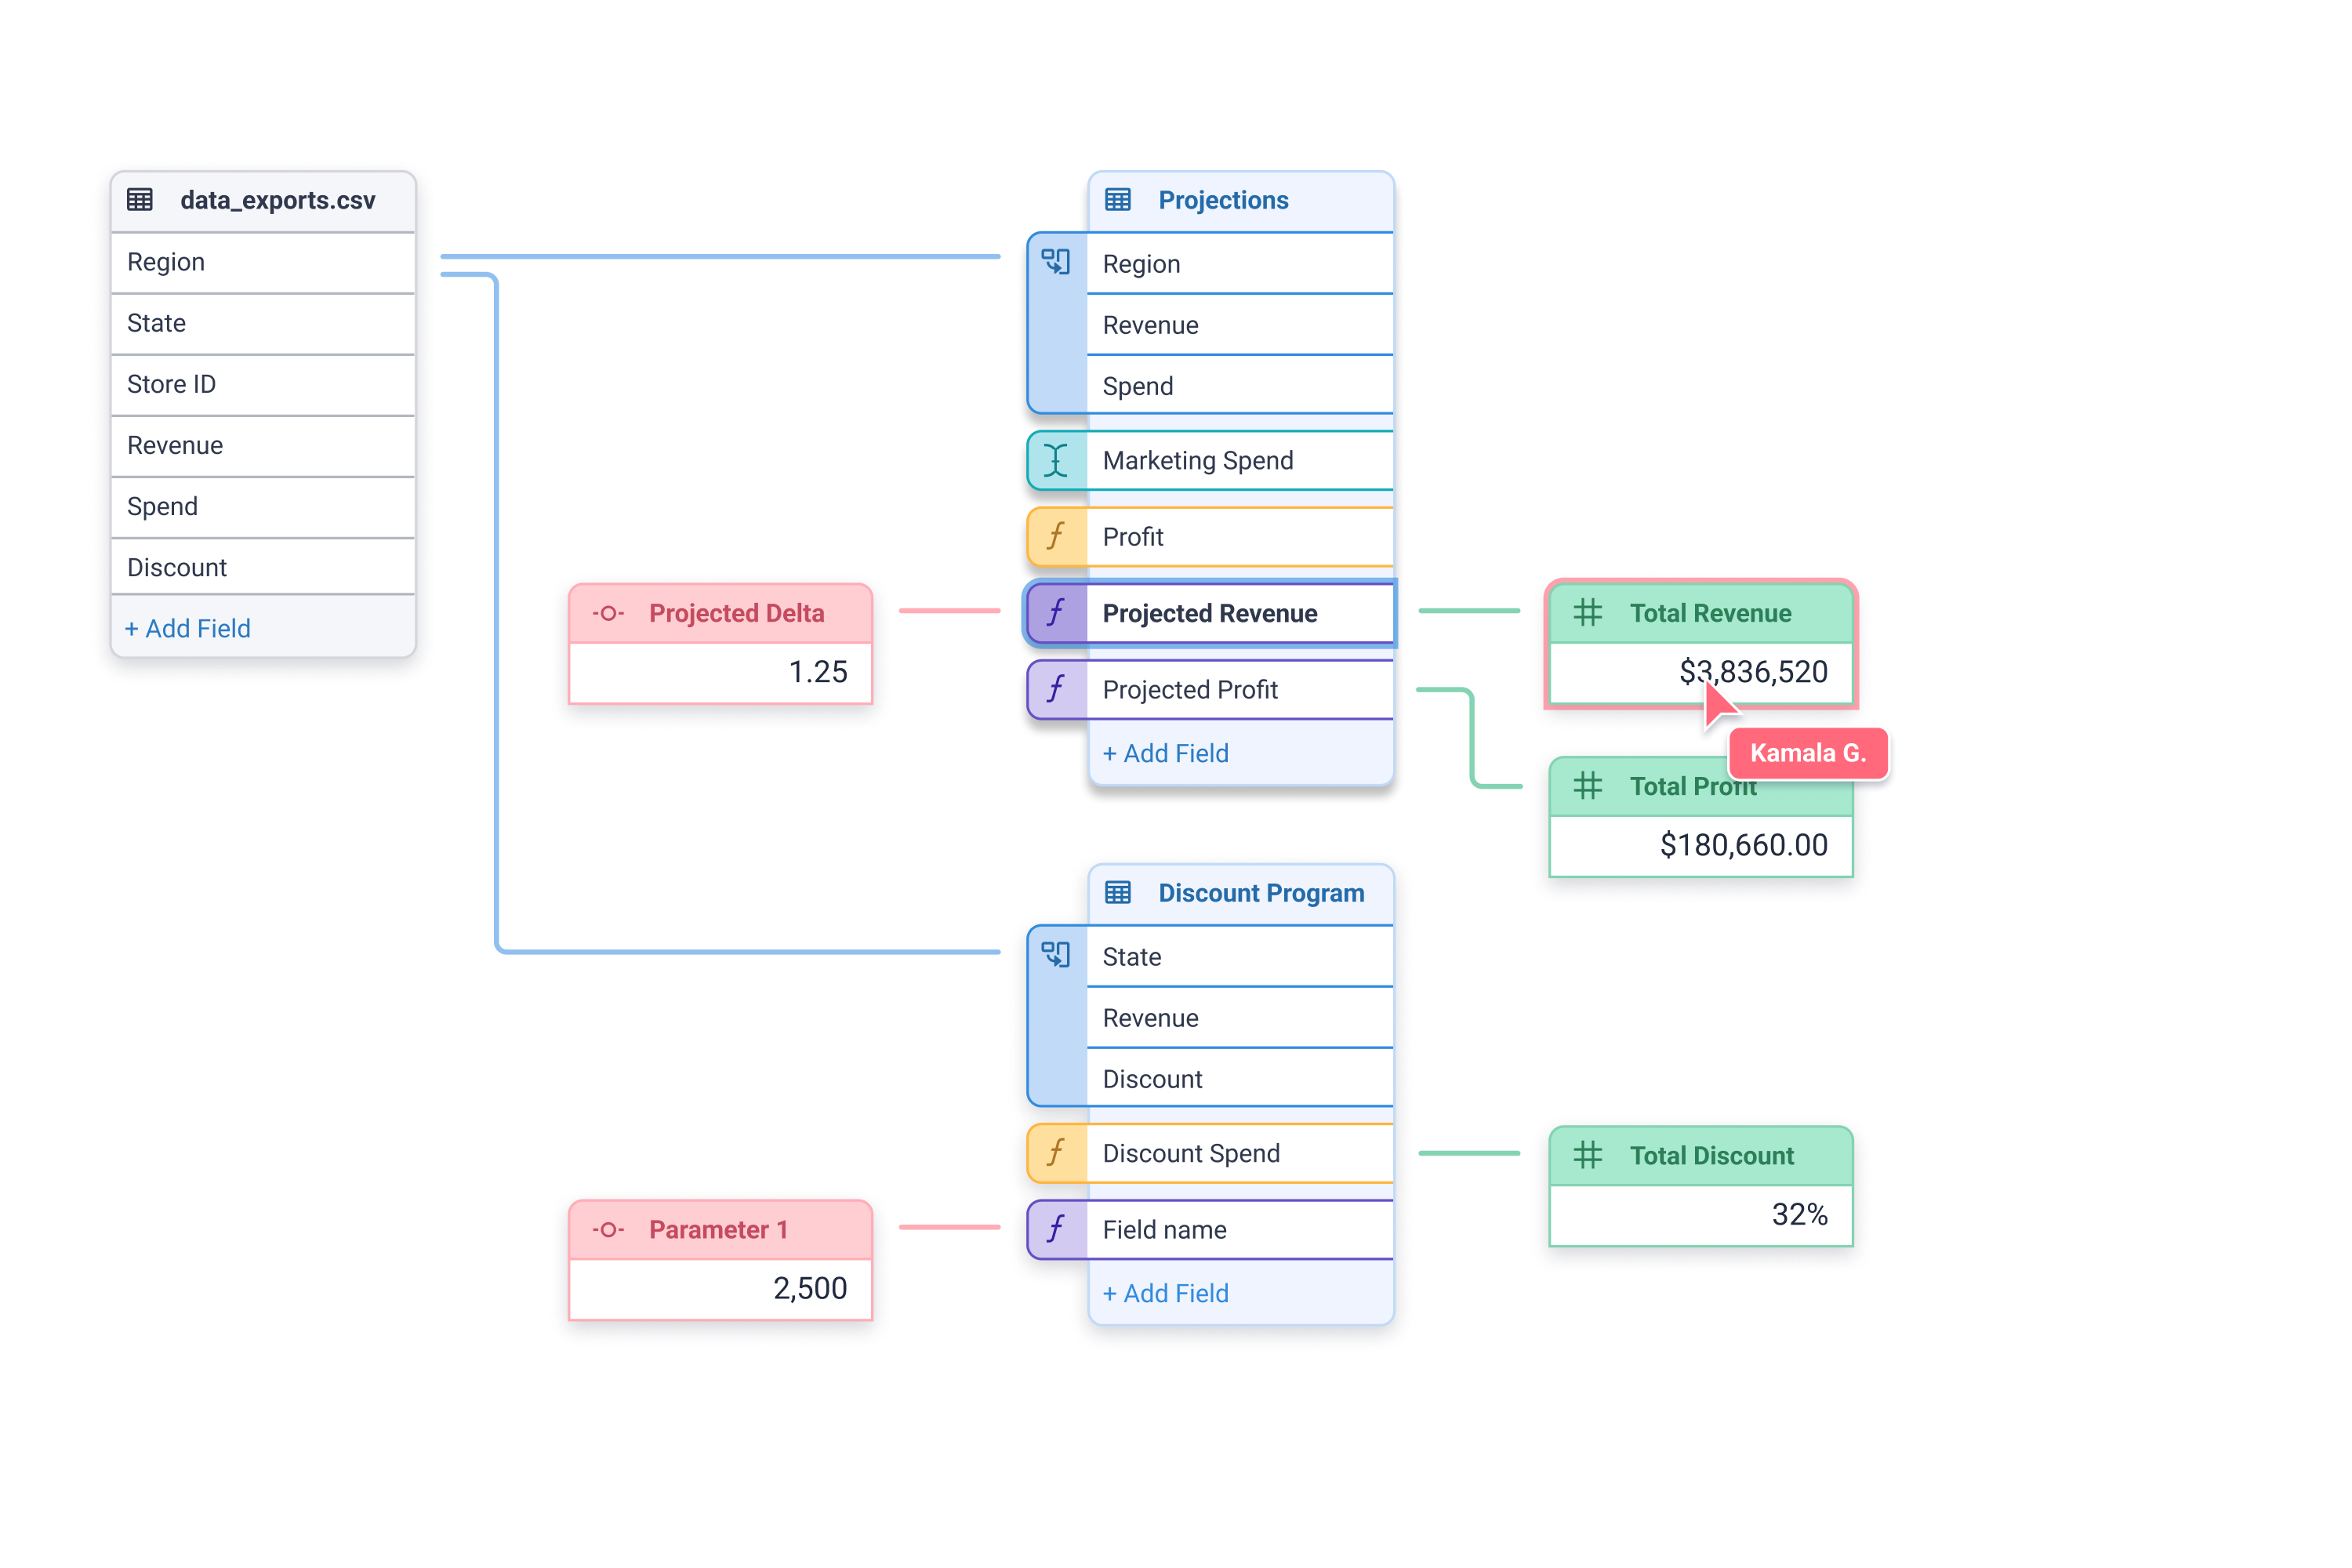 data_exports.csv
Region
State
Store ID
Revenue
Spend
Discount
+ Add Field
Projected Delta
1.25
Parameter 1
2,500
Projections
Region
Revenue
Spend
Marketing Spend
Profit
Projected Revenue
Projected Profit
+ Add Field
Discount Program
State
Revenue
Discount
Discount Spend
Field name
+ Add Field
Total Revenue
$3,836,520
Kamala G.
Total Profit
$180,660.00
Total Discount
32%